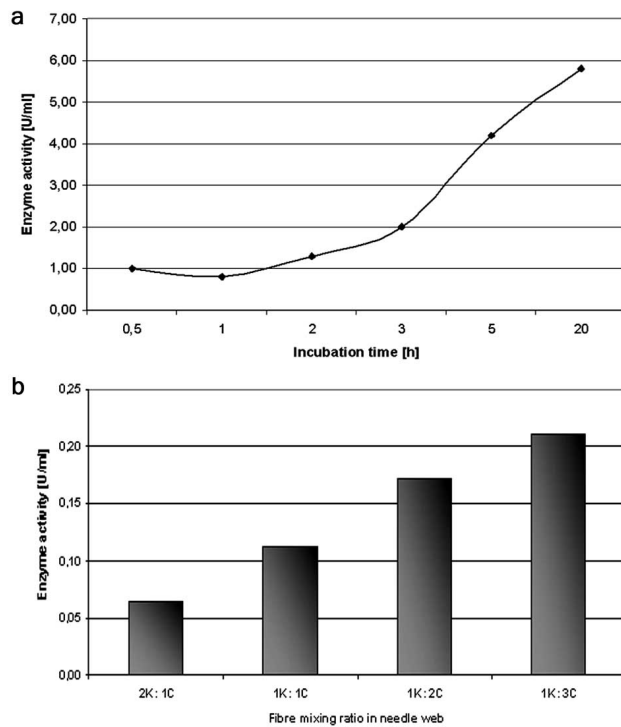 a
7,00
6,00
5,00
4,00
3,00
2,00
1,00
0,00
Enzyme activity [U/ml]
0,5 1 2 3 5 20
Incubation time [h]
b
0,25
0,20
0,15
0,10
0,05
0,00
Enzyme activity [U/ml]
2K:1C 1K:1C 1K:2C 1K:3C
Fibre mixing ratio in needle web